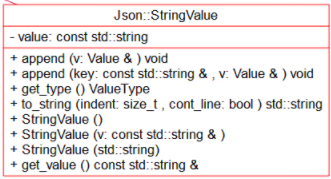 Json::StringValue
- value: const std::string
+ append (v: Value & ) void
+ append (key: const std::string & , v: Value & ) void
+ get_type () ValueType
+ to_string (indent: size_t , cont_line: bool ) std::string
+ StringValue ()
+ StringValue (v: const std::string & )
+ StringValue (std::string)
+ get_value () const std::string &